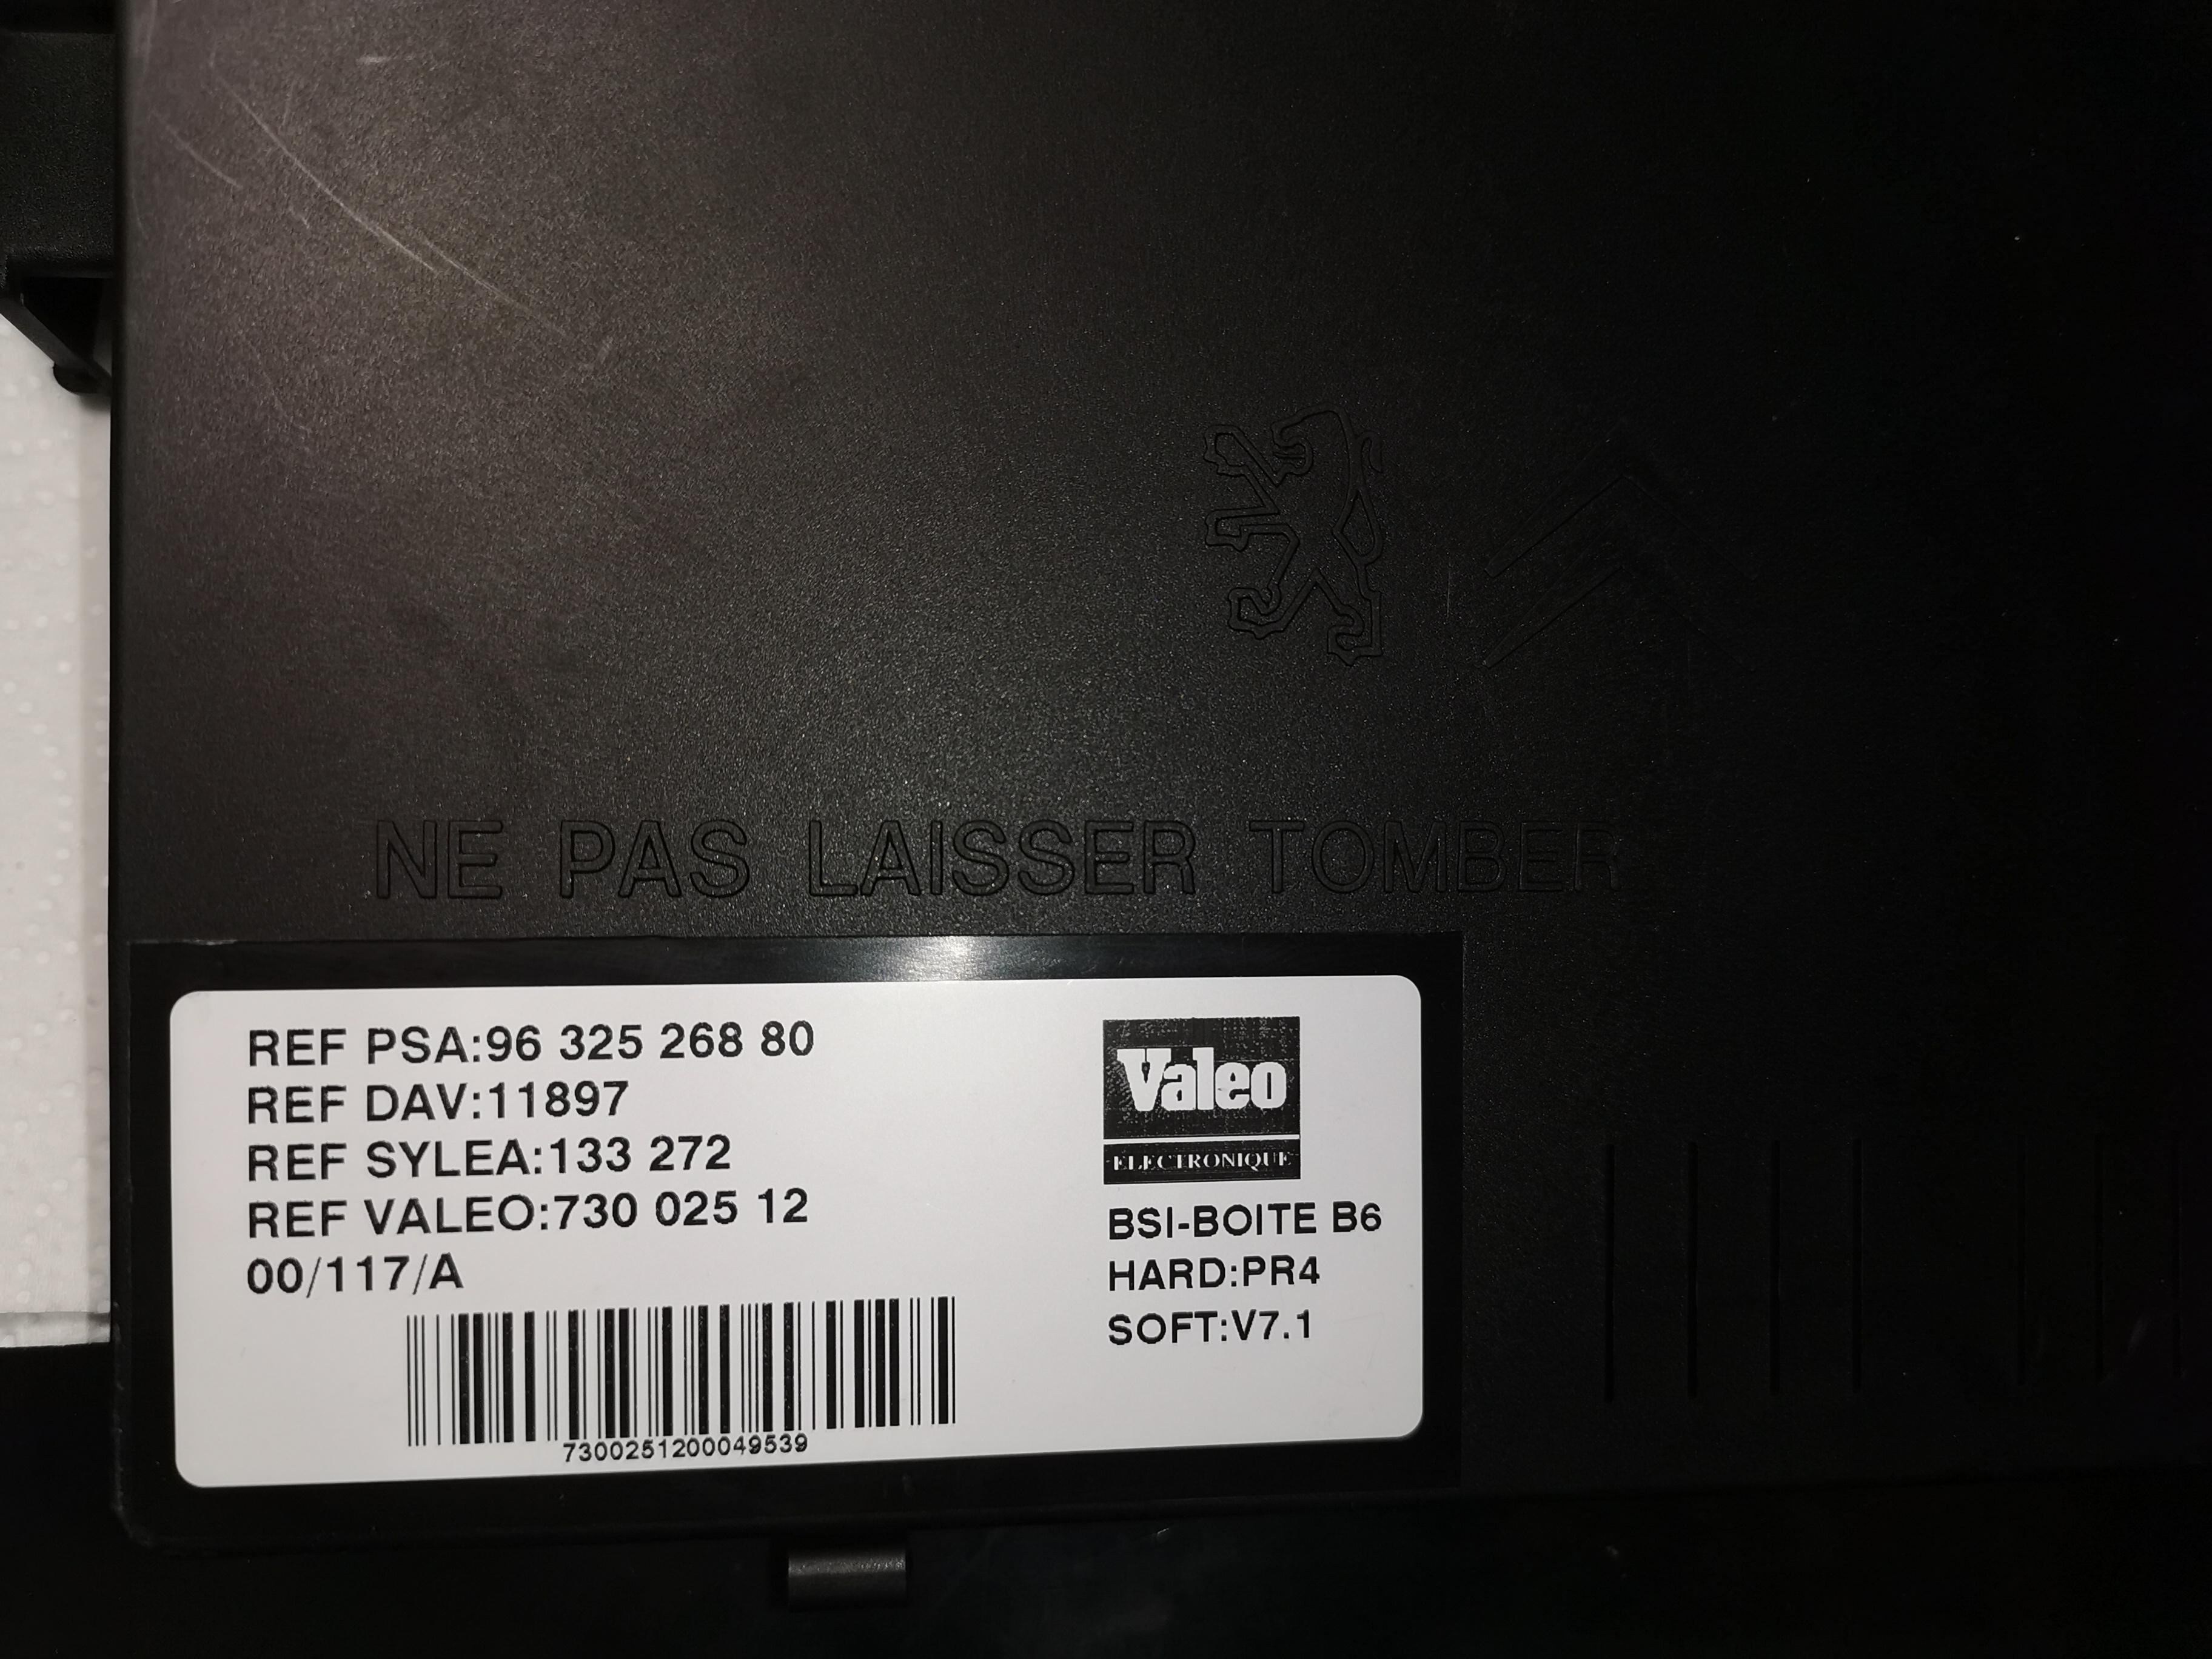 NE PAS LAISSER TOMBER
REF PSA:96 325 268 80
REF DAV:11897
REF SYLEA:133 272
REF VALEO:730 025 12
00/117/A
7300251200049539
Valeo
ELECTRONIQUE
BSI-BOITE B6
HARD:PR4
SOFT:V7.1